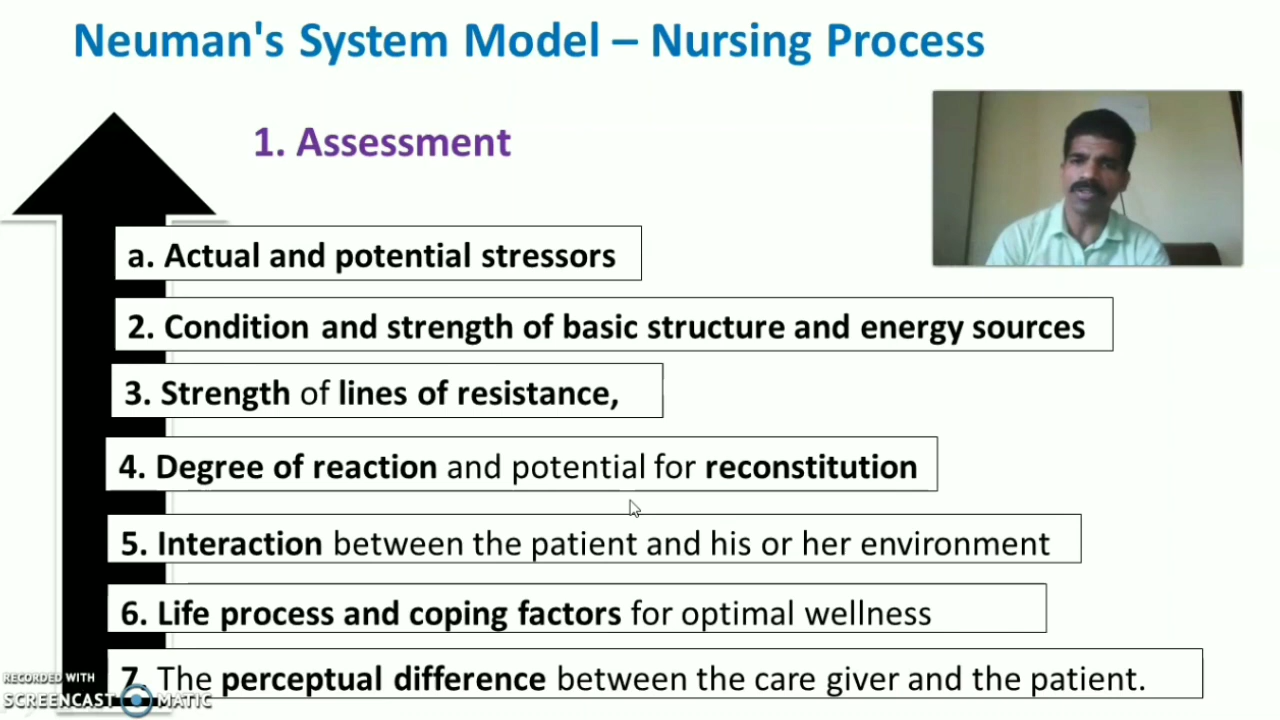 Neuman's System Model – Nursing Process
1. Assessment
a. Actual and potential stressors
2. Condition and strength of basic structure and energy sources
3. Strength of lines of resistance,
4. Degree of reaction and potential for reconstitution
5. Interaction between the patient and his or her environment
6. Life process and coping factors for optimal wellness
7. The perceptual difference between the care giver and the patient.
RECORDED WITH
SCREENCAST MATIC